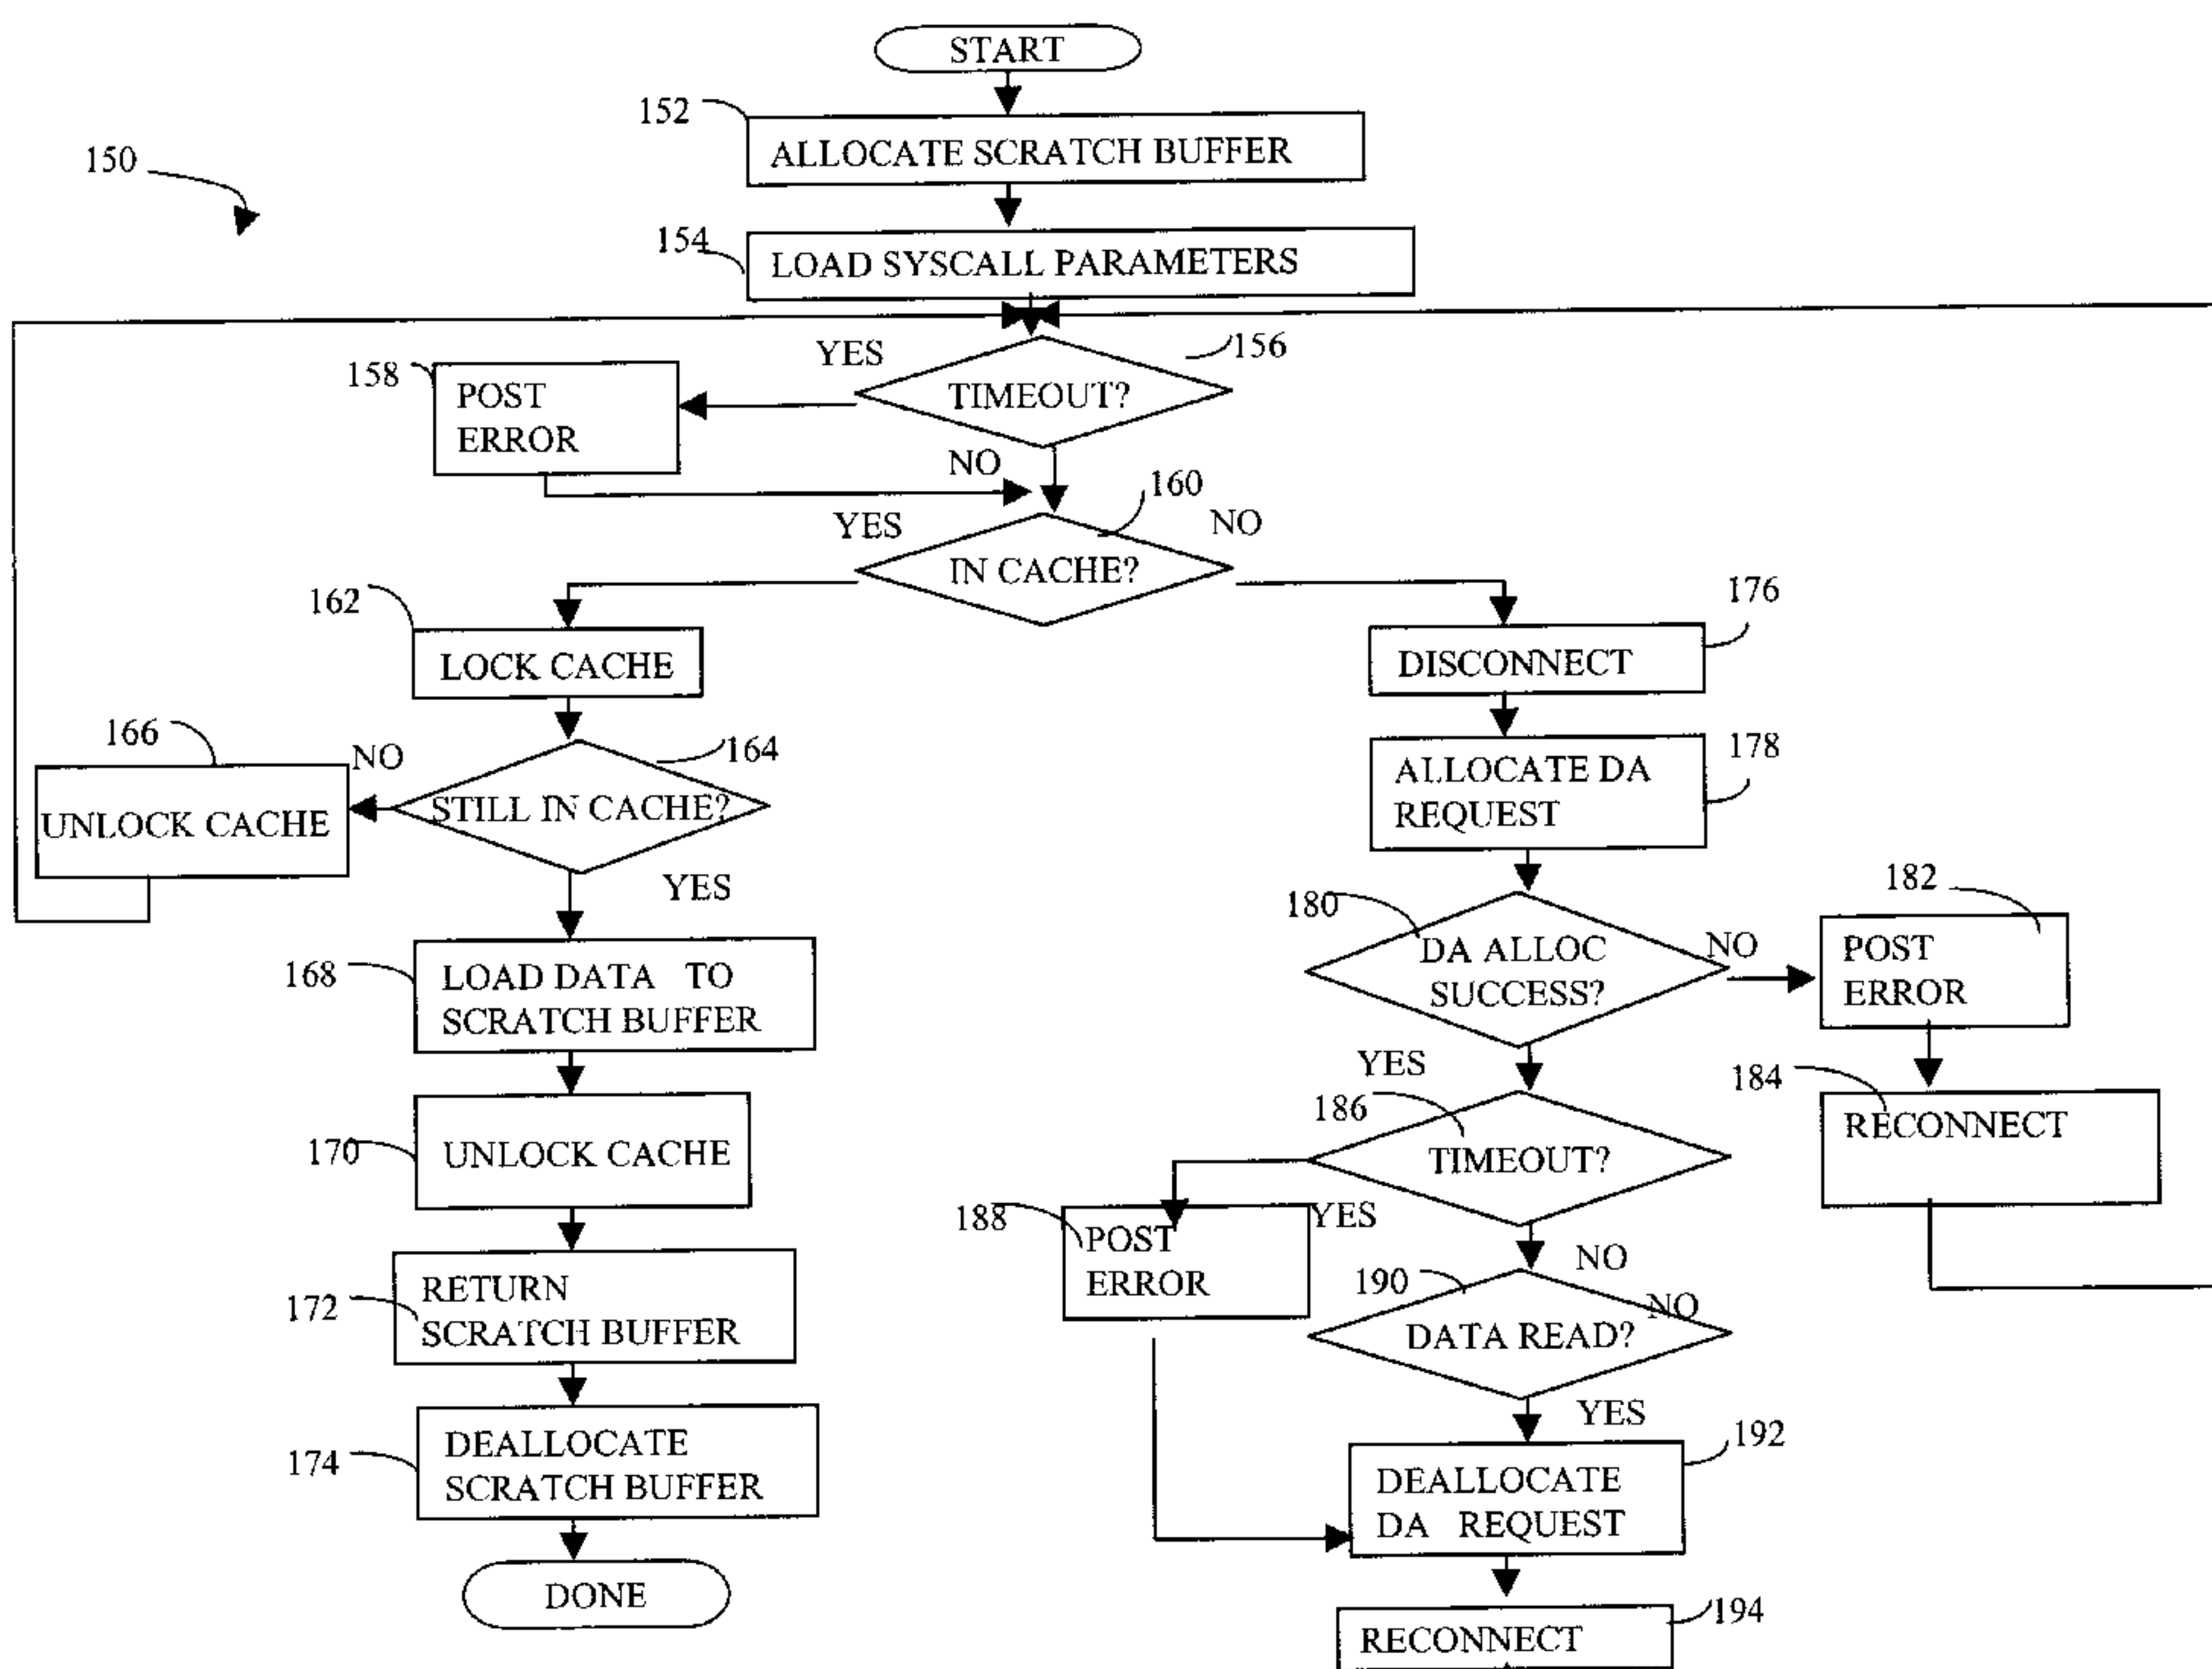 START
152
ALLOCATE SCRATCH BUFFER
150
154
LOAD SYSCALL PARAMETERS
156
YES
158
POST
ERROR
TIMEOUT?
NO
160
YES
NO
IN CACHE?
162
LOCK CACHE
176
DISCONNECT
166
NO
164
UNLOCK CACHE
STILL IN CACHE?
YES
178
ALLOCATE DA
REQUEST
180
DA ALLOC
SUCCESS?
NO
182
POST
ERROR
168
LOAD DATA TO
SCRATCH BUFFER
YES
184
RECONNECT
170
UNLOCK CACHE
186
TIMEOUT?
188
POST
ERROR
YES
NO
172
RETURN
SCRATCH BUFFER
190
NO
DATA READ?
YES
174
DEALLOCATE
SCRATCH BUFFER
192
DEALLOCATE
DA REQUEST
DONE
194
RECONNECT